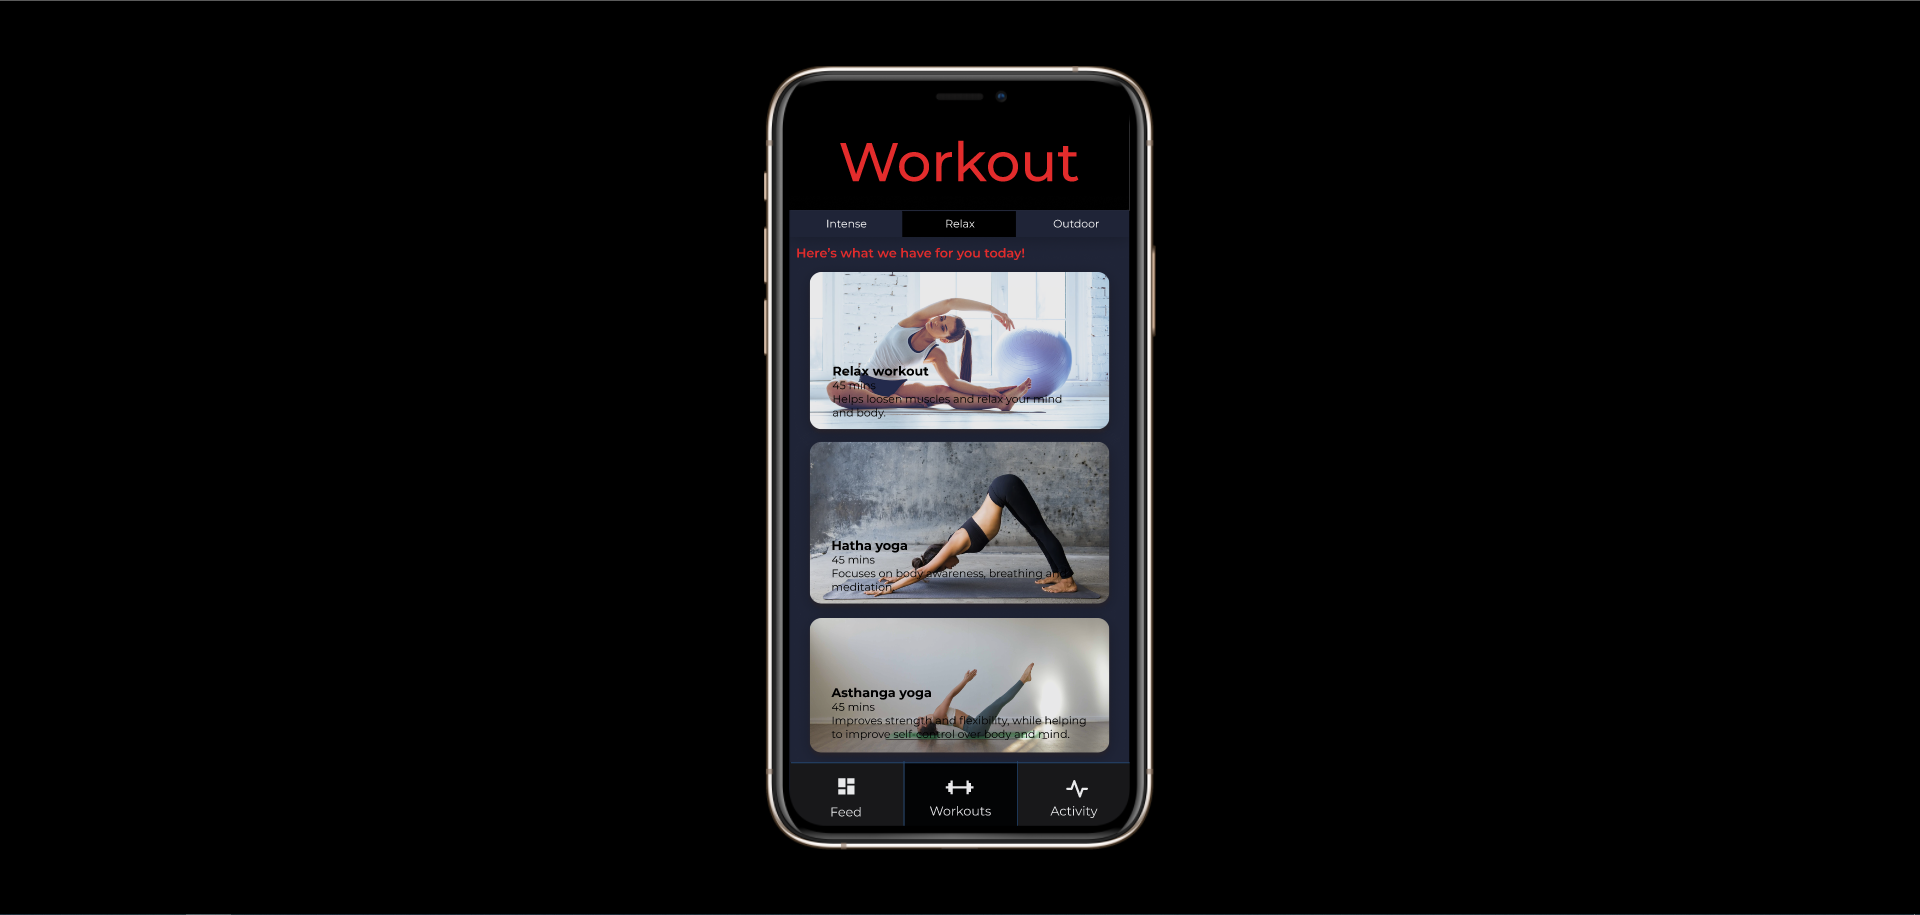 Workout
Intense
Relax
Outdoor
Here's what we have for you today!
Relax workout
45 mins
Helps loosen muscles and relax your mind
and body.
Hatha yoga
45 mins
Focuses on body awareness, breathing and
meditation.
Asthanga yoga
45 mins
Improves strength and flexibility, while helping
to improve self-control over body and mind.
Feed
Workouts
Activity